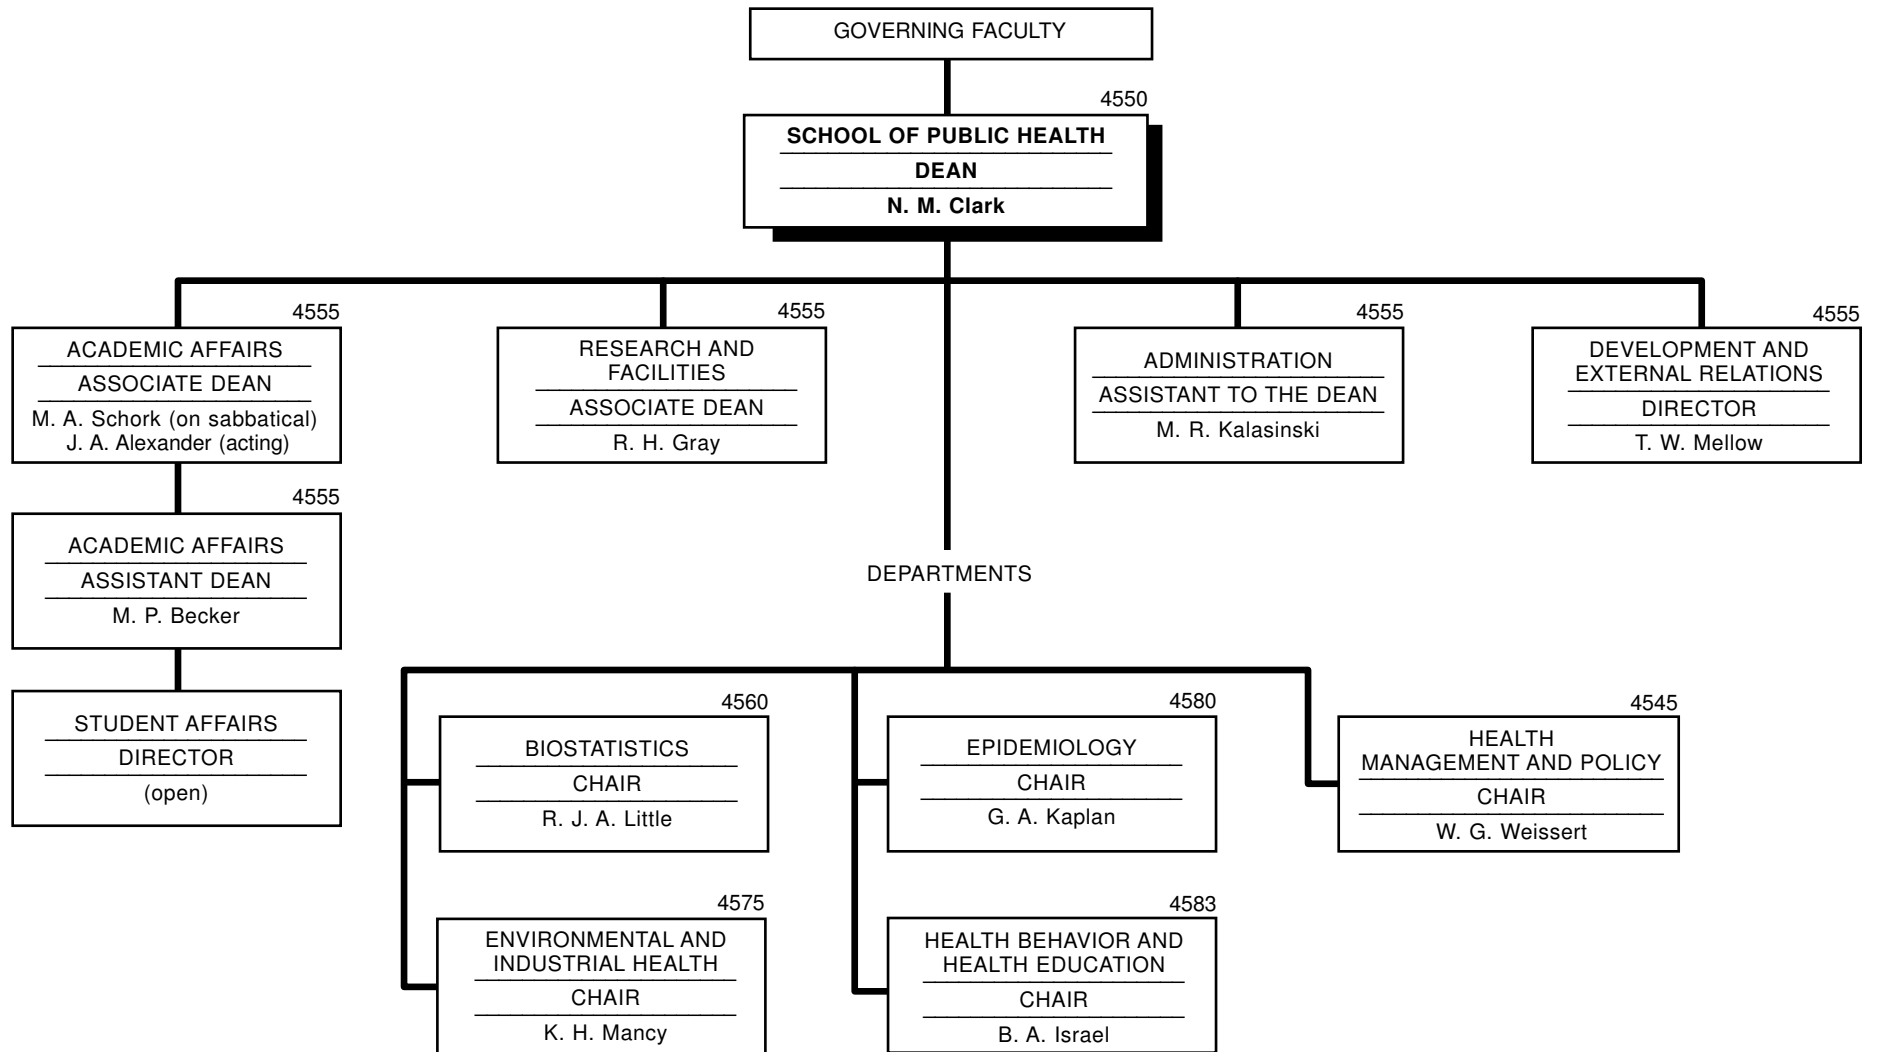 GOVERNING FACULTY
4550
SCHOOL OF PUBLIC HEALTH
DEAN
N. M. Clark
4555
ACADEMIC AFFAIRS
ASSOCIATE DEAN
M. A. Schork (on sabbatical)
J. A. Alexander (acting)
4555
RESEARCH AND
FACILITIES
ASSOCIATE DEAN
R. H. Gray
4555
ADMINISTRATION
ASSISTANT TO THE DEAN
M. R. Kalasinski
4555
DEVELOPMENT AND
EXTERNAL RELATIONS
DIRECTOR
T. W. Mellow
4555
ACADEMIC AFFAIRS
ASSISTANT DEAN
M. P. Becker
STUDENT AFFAIRS
DIRECTOR
(open)
DEPARTMENTS
4560
BIOSTATISTICS
CHAIR
R. J. A. Little
4580
EPIDEMIOLOGY
CHAIR
G. A. Kaplan
4545
HEALTH
MANAGEMENT AND POLICY
CHAIR
W. G. Weissert
4575
ENVIRONMENTAL AND
INDUSTRIAL HEALTH
CHAIR
K. H. Mancy
4583
HEALTH BEHAVIOR AND
HEALTH EDUCATION
CHAIR
B. A. Israel